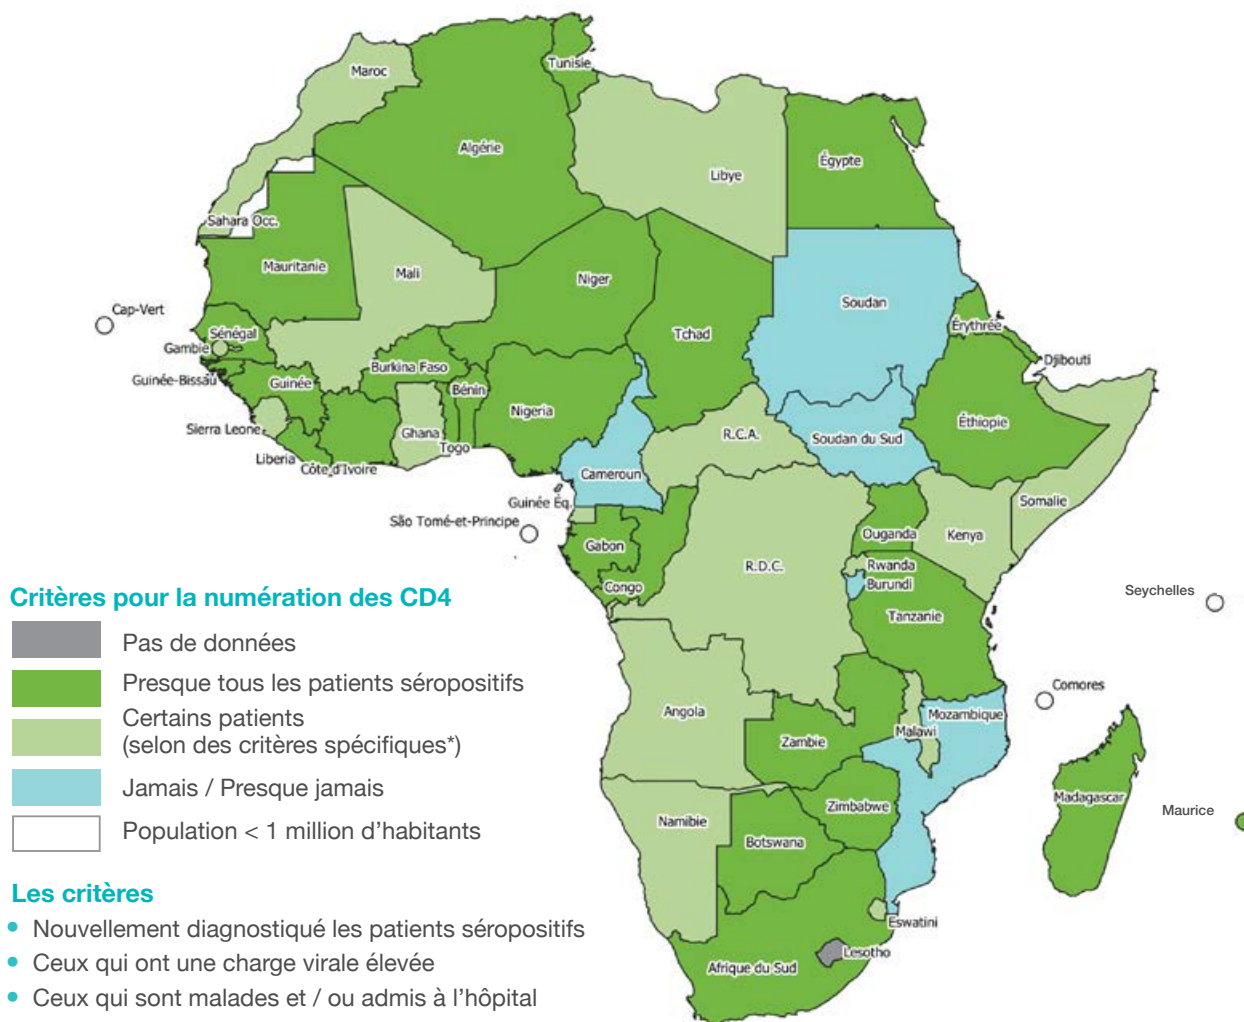 Maroc
Tunisie
Algérie
Libye
Égypte
Sahara Occ.
Mauritanie
Mali
Niger
Tchad
Soudan
Cap-Vert
Sénégal
Gambie
Guinée-Bissau
Guinée
Burkina Faso
Bénin
Nigeria
Érythrée
Djibouti
Sierra Leone
Liberia
Côte d'Ivoire
Ghana
Togo
R.C.A.
Soudan du Sud
Éthiopie
Cameroun
Guinée Éq.
São Tomé-et-Principe
Somalie
Gabon
Congo
R.D.C.
Ouganda
Kenya
Rwanda
Burundi
Tanzanie
Seychelles
Comores
Angola
Zambie
Malawi
Mozambique
Madagascar
Maurice
Namibie
Botswana
Zimbabwe
Eswatini
Lesotho
Afrique du Sud
Critères pour la numération des CD4
Pas de données
Presque tous les patients séropositifs
Certains patients
(selon des critères spécifiques*)
Jamais / Presque jamais
Population < 1 million d’habitants
Les critères
• Nouvellement diagnostiqué les patients séropositifs
• Ceux qui ont une charge virale élevée
• Ceux qui sont malades et / ou admis à l’hôpital